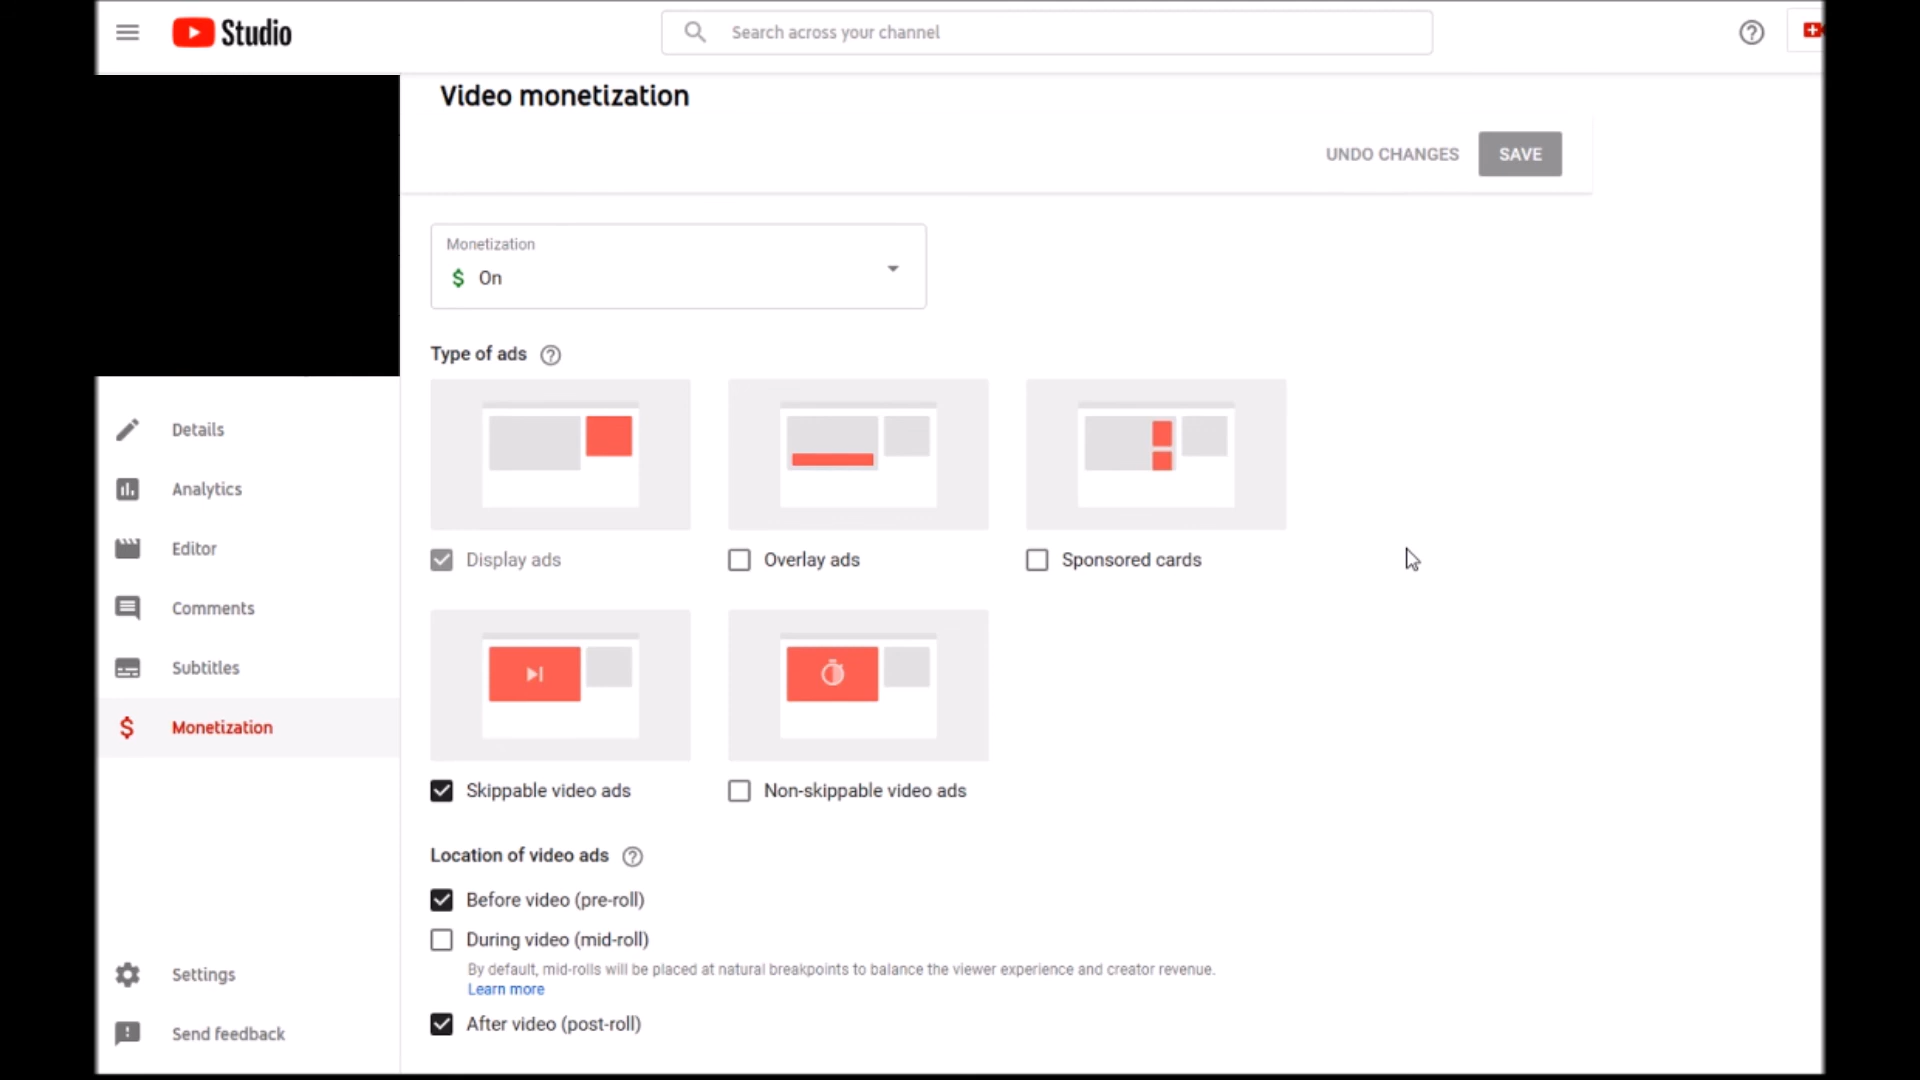 Studio
Search across your channel
Video monetization
UNDO CHANGES
SAVE
Monetization
$ On
Type of ads
Display ads
Overlay ads
Sponsored cards
Skippable video ads
Non-skippable video ads
Location of video ads
Before video (pre-roll)
During video (mid-roll)
By default, mid-rolls will be placed at natural breakpoints to balance the viewer experience and creator revenue.
Learn more
After video (post-roll)
Details
Analytics
Editor
Comments
Subtitles
$ Monetization
Settings
Send feedback